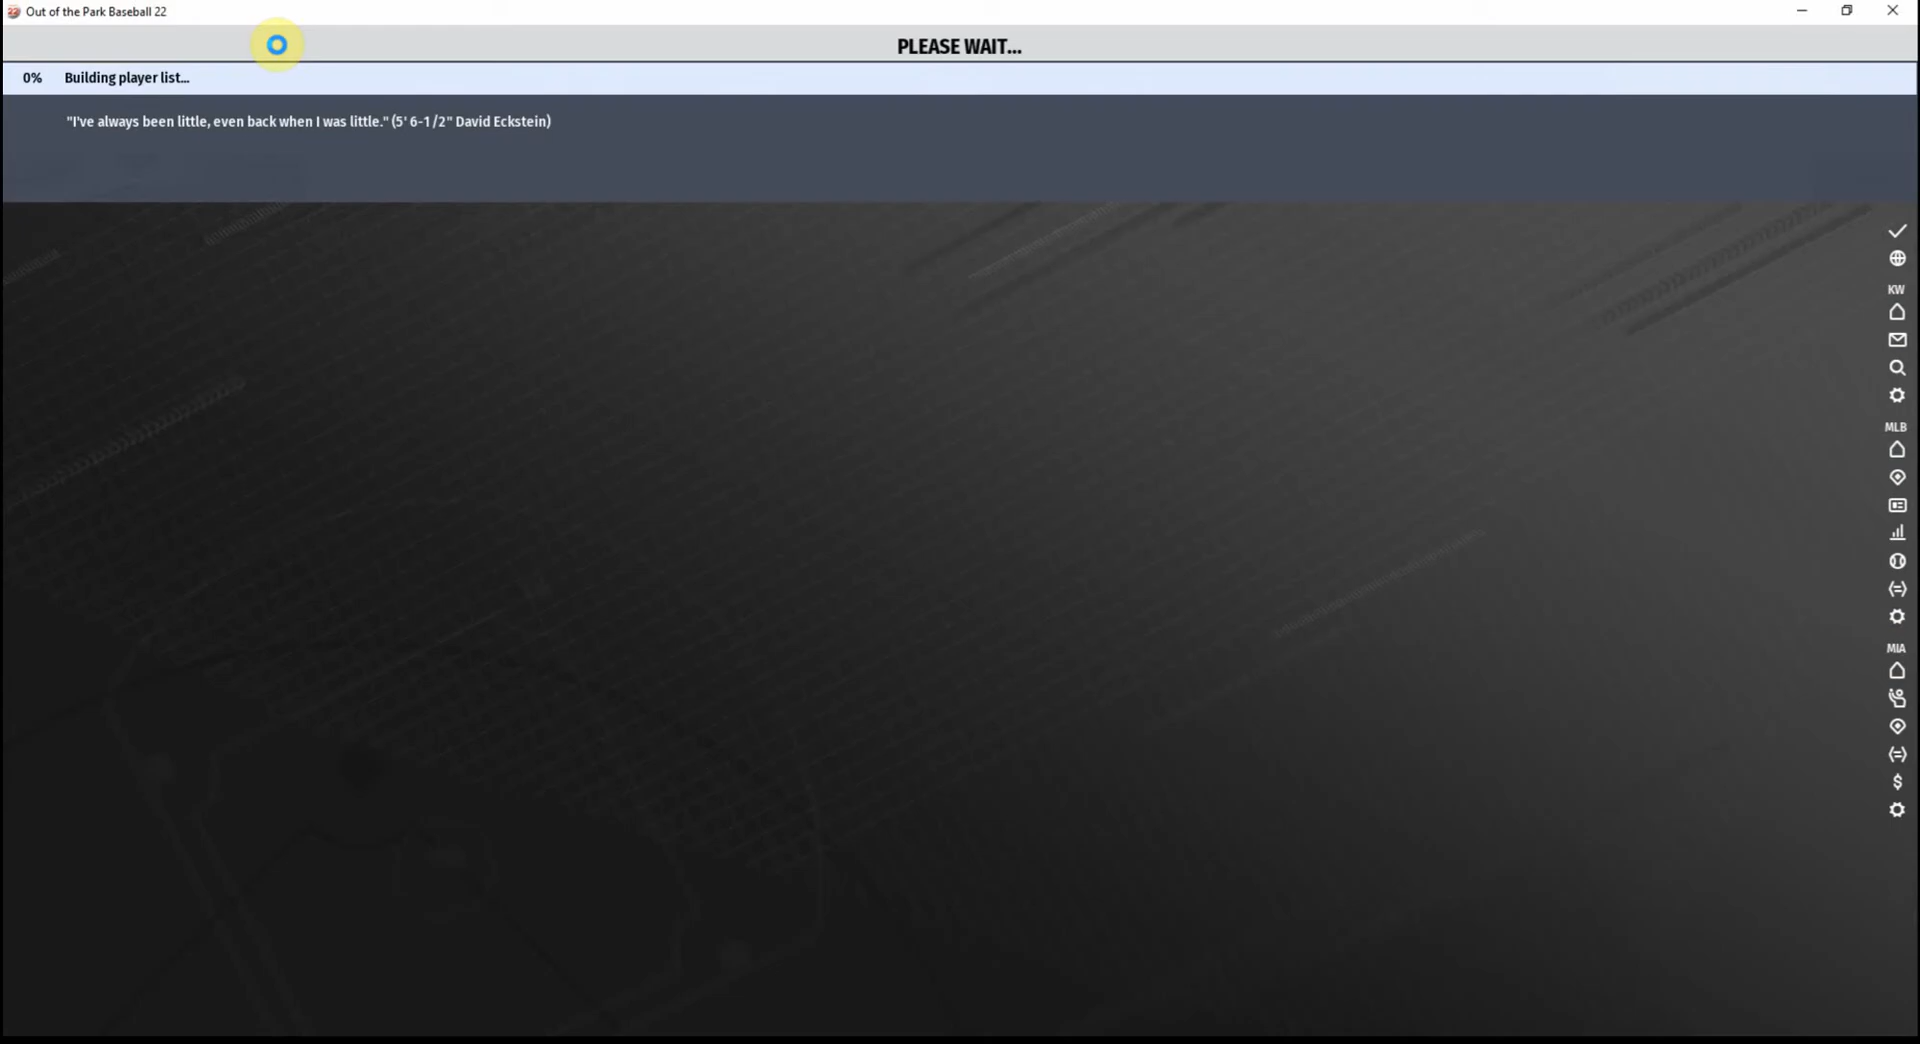 Out of the Park Baseball 22
PLEASE WAIT...
0% Building player list...
"I've always been little, even back when I was little." (5' 6-1/2" David Eckstein)
KW
MLB
MIA